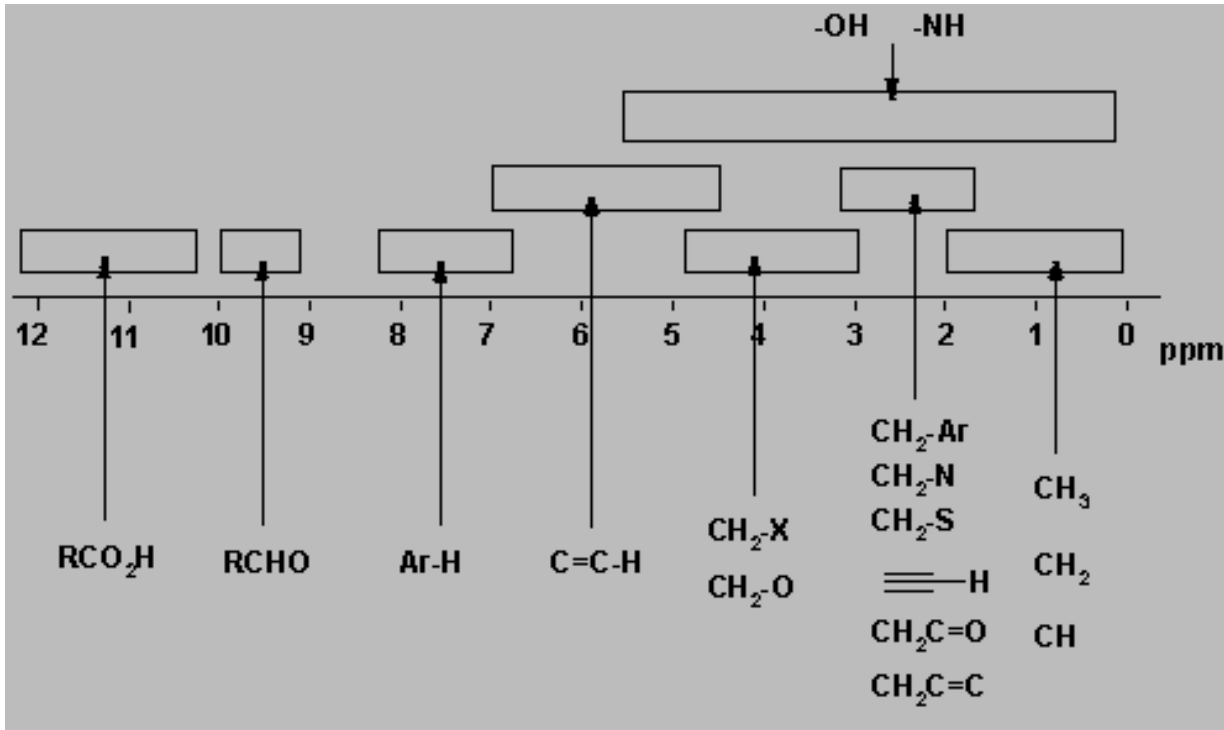 -OH -NH
12 11 10 9 8 7 6 5 4 3 2 1 0 ppm
RCO₂H RCHO Ar-H C=C-H
CH₂-X
CH₂-O
CH₂-Ar
CH₂-N
CH₂-S
H
CH₂C=O
CH₂C=C
CH₃
CH₂
CH